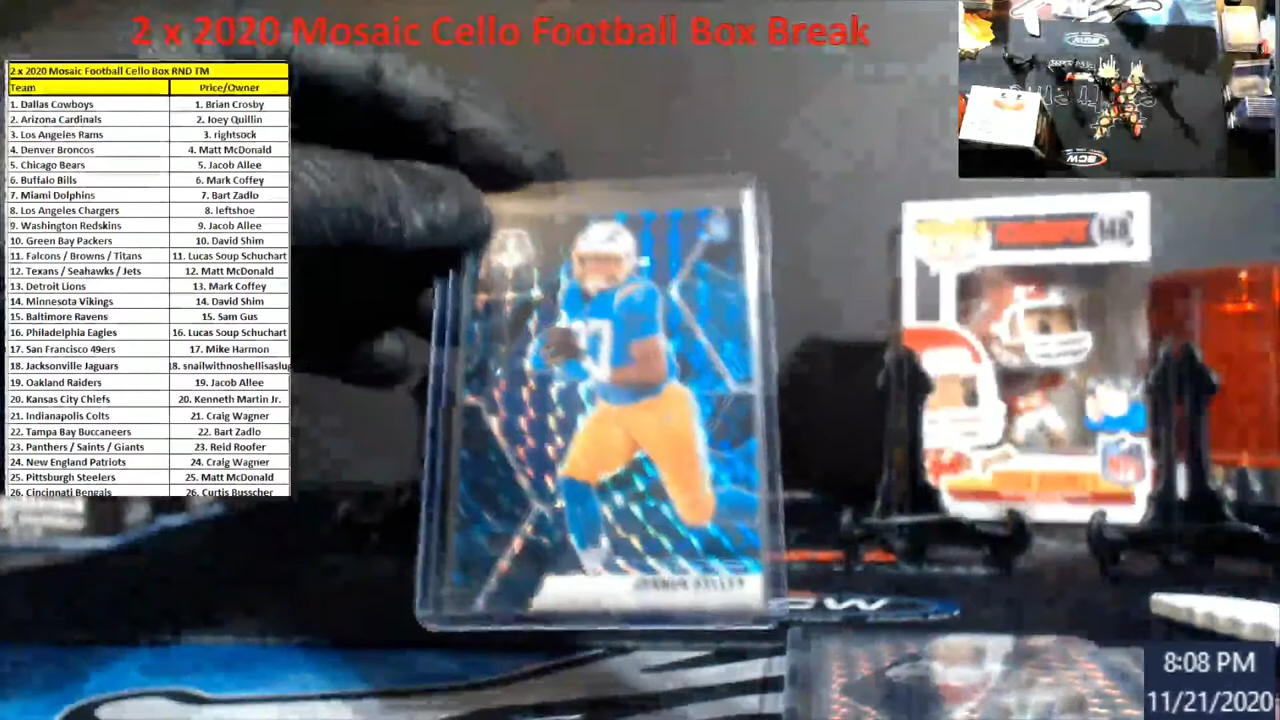 2 x 2020 Mosaic Cello Football Box Break
2 x 2020 Mosaic Football Cello Box RND TM
Team Price/Owner
1. Dallas Cowboys 1. Brian Crosby
2. Arizona Cardinals 2. Joey Quillin
3. Los Angeles Rams 3. rightsock
4. Denver Broncos 4. Matt McDonald
5. Chicago Bears 5. Jacob Allee
6. Buffalo Bills 6. Mark Coffey
7. Miami Dolphins 7. Bart Zadlo
8. Los Angeles Chargers 8. leftshoe
9. Washington Redskins 9. Jacob Allee
10. Green Bay Packers 10. David Shim
11. Falcons / Browns / Titans 11. Lucas Soup Schuchart
12. Texans / Seahawks / Jets 12. Matt McDonald
13. Detroit Lions 13. Mark Coffey
14. Minnesota Vikings 14. David Shim
15. Baltimore Ravens 15. Sam Gus
16. Philadelphia Eagles 16. Lucas Soup Schuchart
17. San Francisco 49ers 17. Mike Harmon
18. Jacksonville Jaguars 18. snailwithnoshellisaslug
19. Oakland Raiders 19. Jacob Allee
20. Kansas City Chiefs 20. Kenneth Martin Jr.
21. Indianapolis Colts 21. Craig Wagner
22. Tampa Bay Buccaneers 22. Bart Zadlo
23. Panthers / Saints / Giants 23. Reid Roofer
24. New England Patriots 24. Craig Wagner
25. Pittsburgh Steelers 25. Matt McDonald
26. Cincinnati Bengals 26. Curtis Busscher
BCW
8:08 PM
11/21/2020